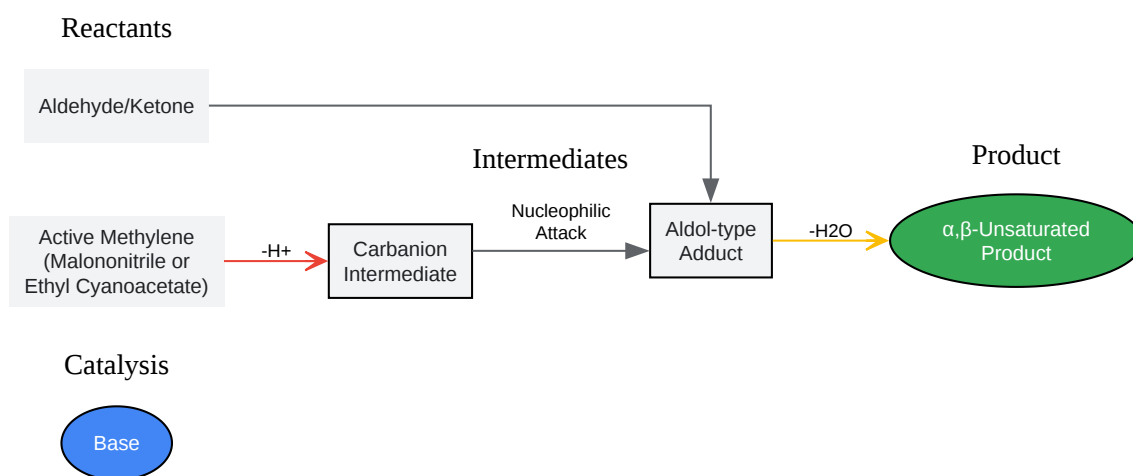 Reactants
Aldehyde/Ketone
Intermediates
Product
Nucleophilic
Attack
Active Methylene
(Malononitrile or
Ethyl Cyanoacetate)
-H+
Carbanion
Intermediate
Aldol-type
Adduct
-H2O
α,β-Unsaturated
Product
Catalysis
Base